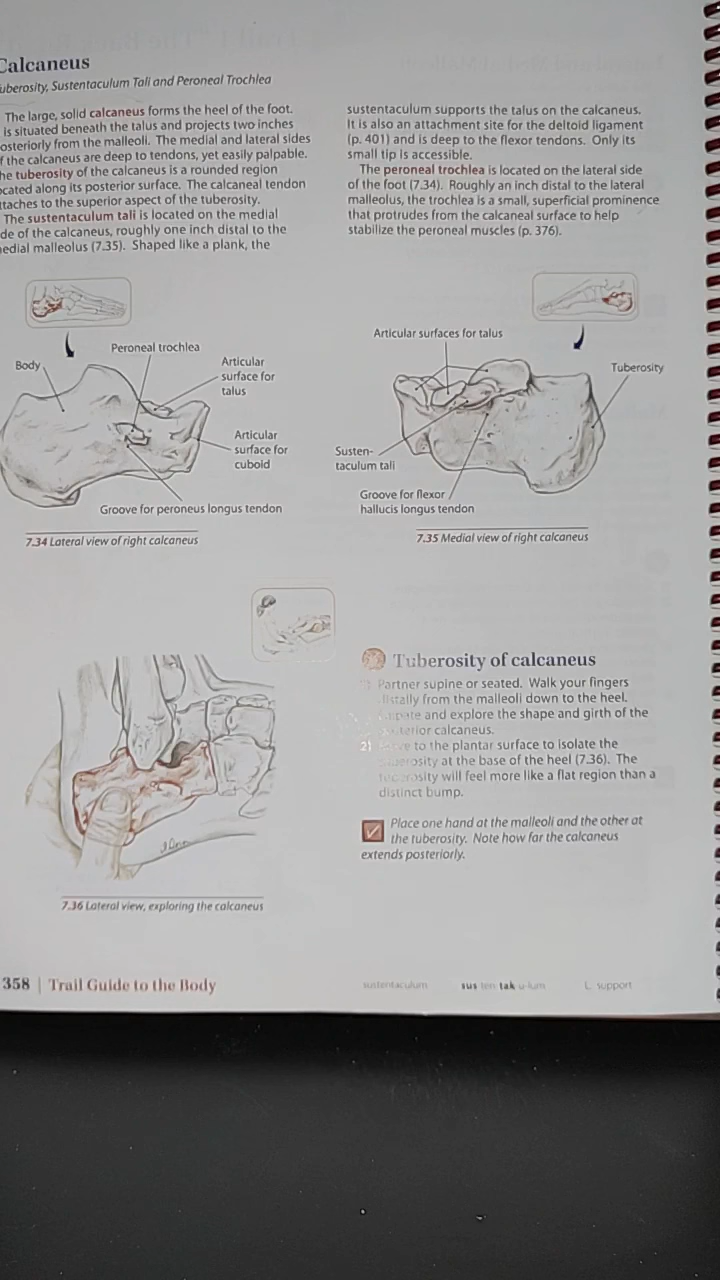 Calcaneus
uberosity, Sustentaculum Tali and Peroneal Trochlea
The large, solid calcaneus forms the heel of the foot.
is situated beneath the talus and projects two inches
osteriorly from the malleoli. The medial and lateral sides
f the calcaneus are deep to tendons, yet easily palpable.
he tuberosity of the calcaneus is a rounded region
cated along its posterior surface. The calcaneal tendon
ttaches to the superior aspect of the tuberosity.
The sustentaculum tali is located on the medial
de of the calcaneus, roughly one inch distal to the
edial malleolus (7.35). Shaped like a plank, the
sustentaculum supports the talus on the calcaneus.
It is also an attachment site for the deltoid ligament
(p. 401) and is deep to the flexor tendons. Only its
small tip is accessible.
The peroneal trochlea is located on the lateral side
of the foot (7.34). Roughly an inch distal to the lateral
malleolus, the trochlea is a small, superficial prominence
that protrudes from the calcaneal surface to help
stabilize the peroneal muscles (p. 376).
Body
Peroneal trochlea
Articular
surface for
talus
Articular
surface for
cuboid
Groove for peroneus longus tendon
7.34 Lateral view of right calcaneus
Articular surfaces for talus
Tuberosity
Susten-
taculum tali
Groove for flexor
hallucis longus tendon
7.35 Medial view of right calcaneus
7.36 Lateral view, exploring the calcaneus
Tuberosity of calcaneus
Partner supine or seated. Walk your fingers
distally from the malleoli down to the heel.
and explore the shape and girth of the
calcaneus.
2) to the plantar surface to isolate the
tuberosity at the base of the heel (7.36). The
tuberosity will feel more like a flat region than a
distinct bump.
Place one hand at the malleoli and the other at
the tuberosity. Note how far the calcaneus
extends posteriorly.
358 | Trail Guide to the Body
sustentaculum sus-ten-tak-u-lum L. support